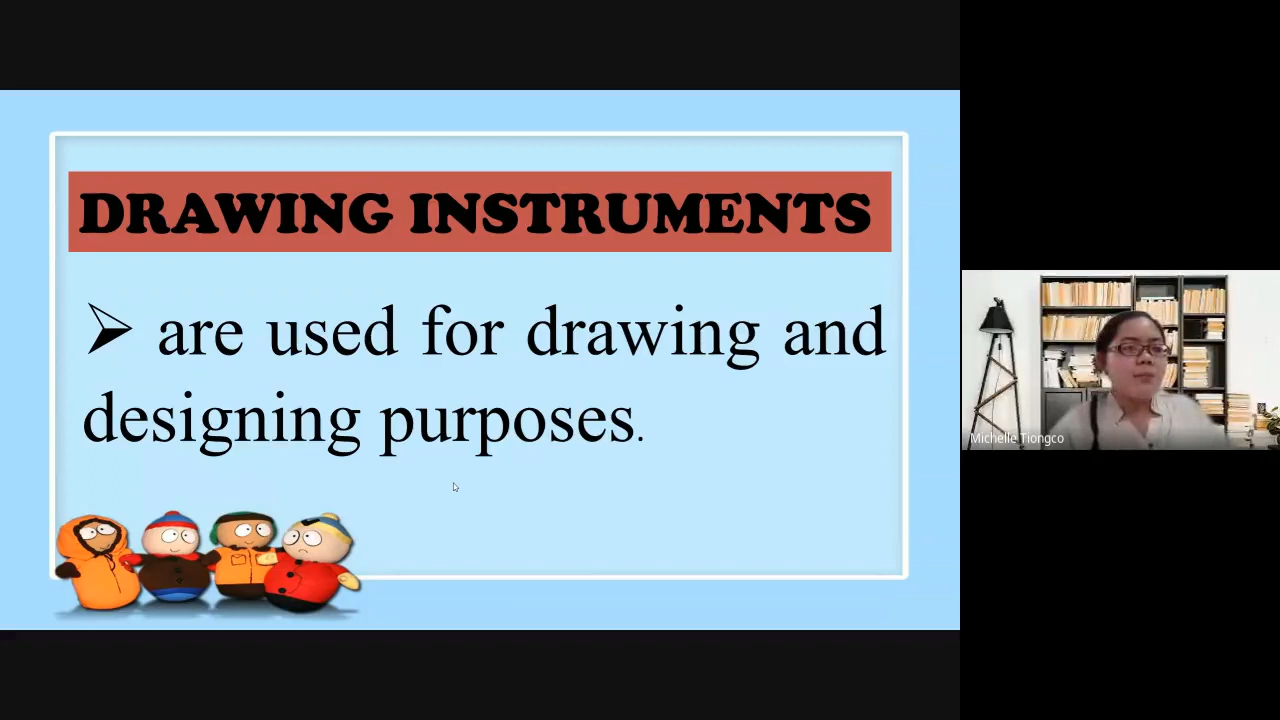 DRAWING INSTRUMENTS
➢ are used for drawing and
designing purposes.
Michelle Tiongco